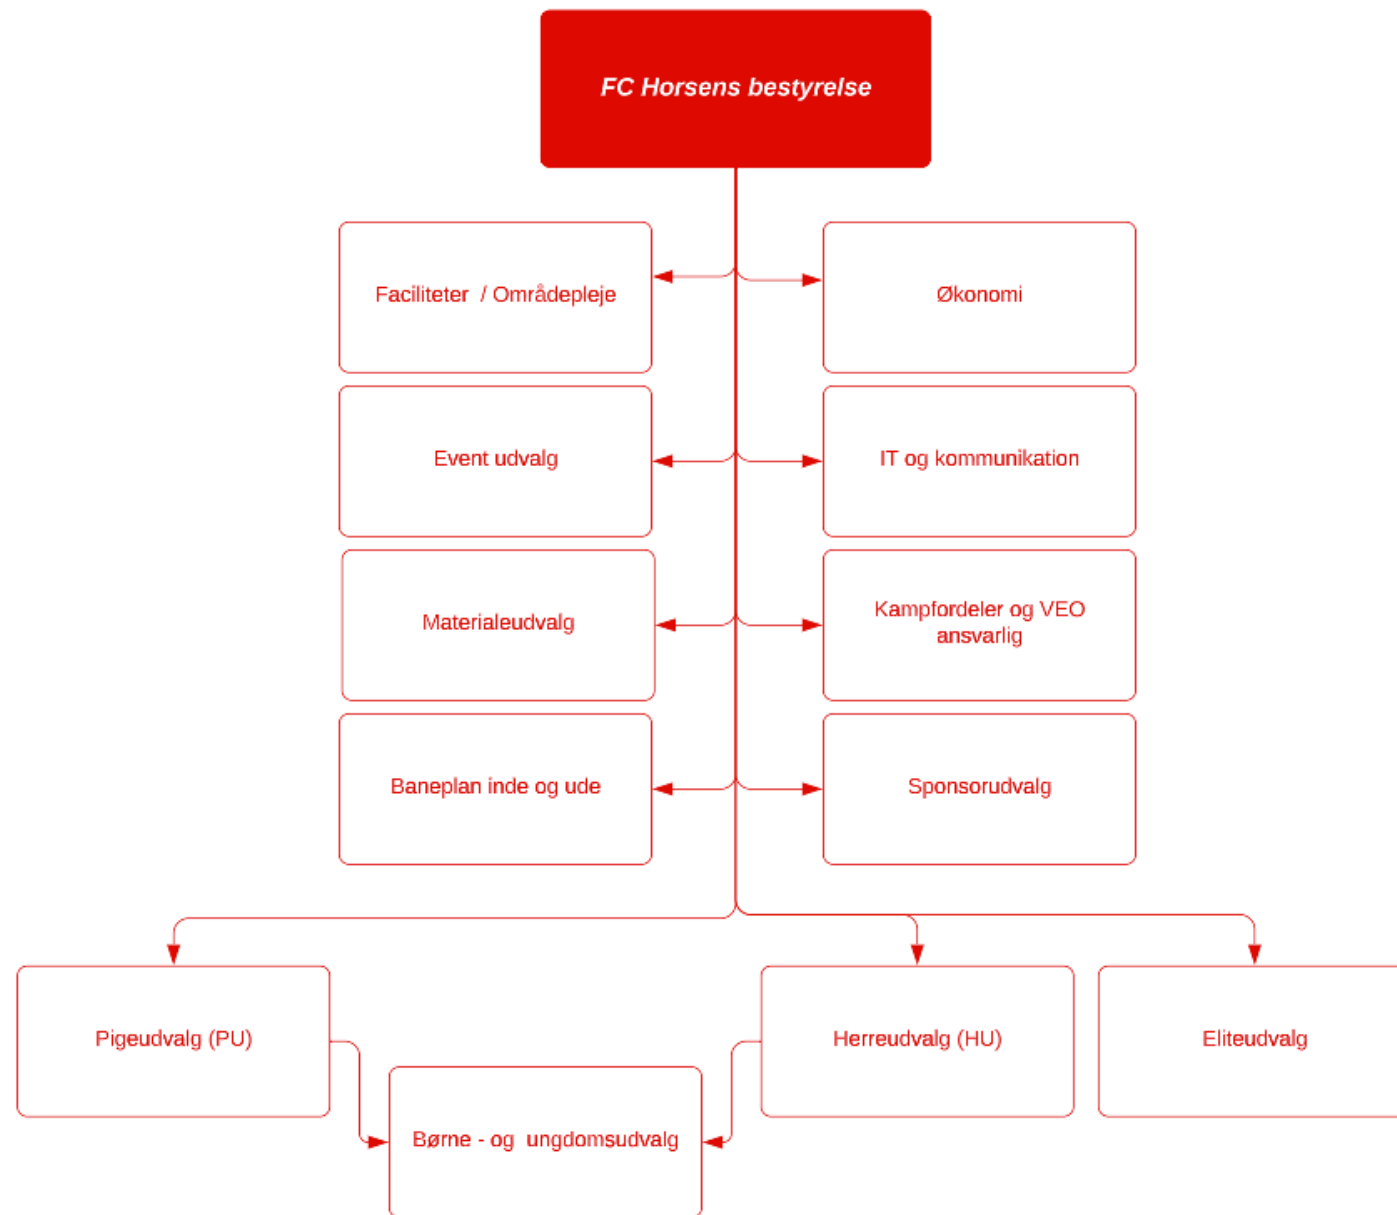 FC Horsens bestyrelse
Faciliteter / Områdepleje
Økonomi
Event udvalg
IT og kommunikation
Materialeudvalg
Kampfordeler og VEO
ansvarlig
Baneplan inde og ude
Sponsorudvalg
Pigeudvalg (PU)
Herreudvalg (HU)
Eliteudvalg
Børne - og ungdomsudvalg